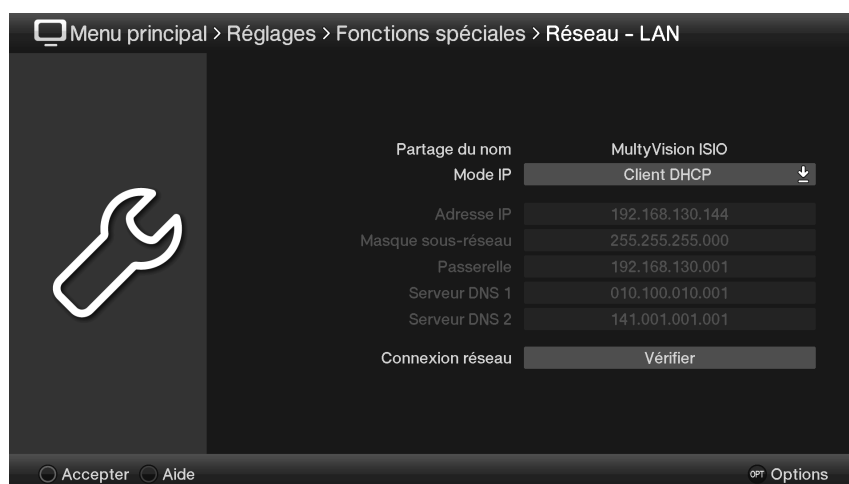 Menu principal > Réglages > Fonctions spéciales > Réseau - LAN
Partage du nom MultyVision ISIO
Mode IP Client DHCP
Adresse IP 192.168.130.144
Masque sous-réseau 255.255.255.000
Passerelle 192.168.130.001
Serveur DNS 1 010.100.010.001
Serveur DNS 2 141.001.001.001
Connexion réseau Vérifier
Accepter Aide OPT Options